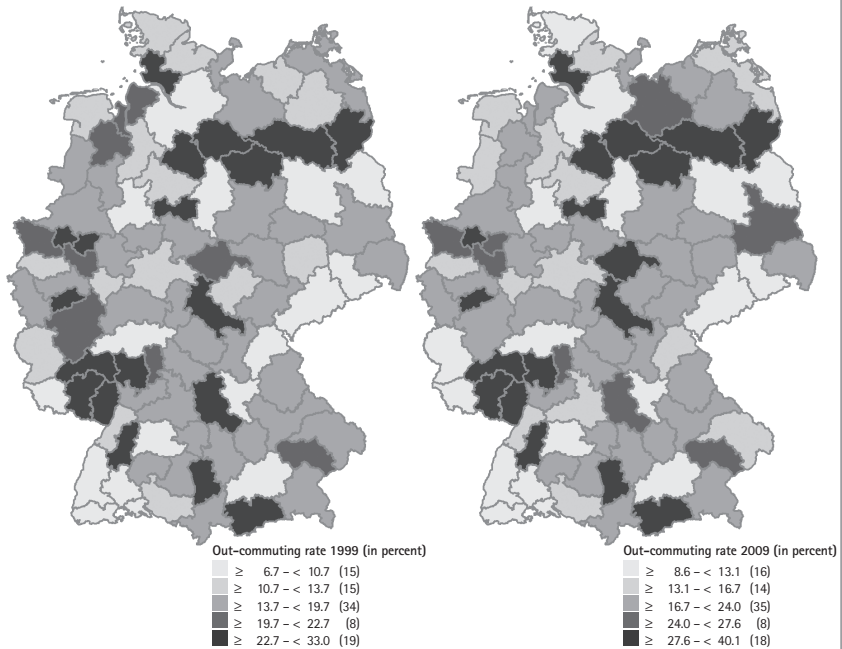 Out-commuting rate 1999 (in percent)
≥ 6.7 – < 10.7 (15)
≥ 10.7 – < 13.7 (15)
≥ 13.7 – < 19.7 (34)
≥ 19.7 – < 22.7 (8)
≥ 22.7 – < 33.0 (19)
Out-commuting rate 2009 (in percent)
≥ 8.6 – < 13.1 (16)
≥ 13.1 – < 16.7 (14)
≥ 16.7 – < 24.0 (35)
≥ 24.0 – < 27.6 (8)
≥ 27.6 – < 40.1 (18)